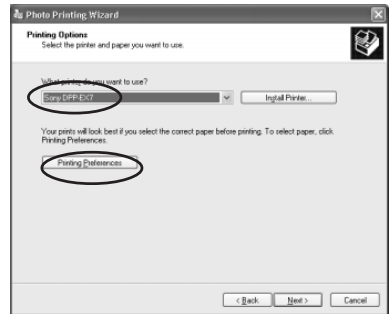 Photo Printing Wizard
Printing Options
Select the printer and paper you want to use.
What printer do you want to use?
Sony DPP-EX7
Install Printer...
Your prints will look best if you select the correct paper before printing. To select paper, click
Printing Preferences.
Printing Preferences
< Back Next > Cancel